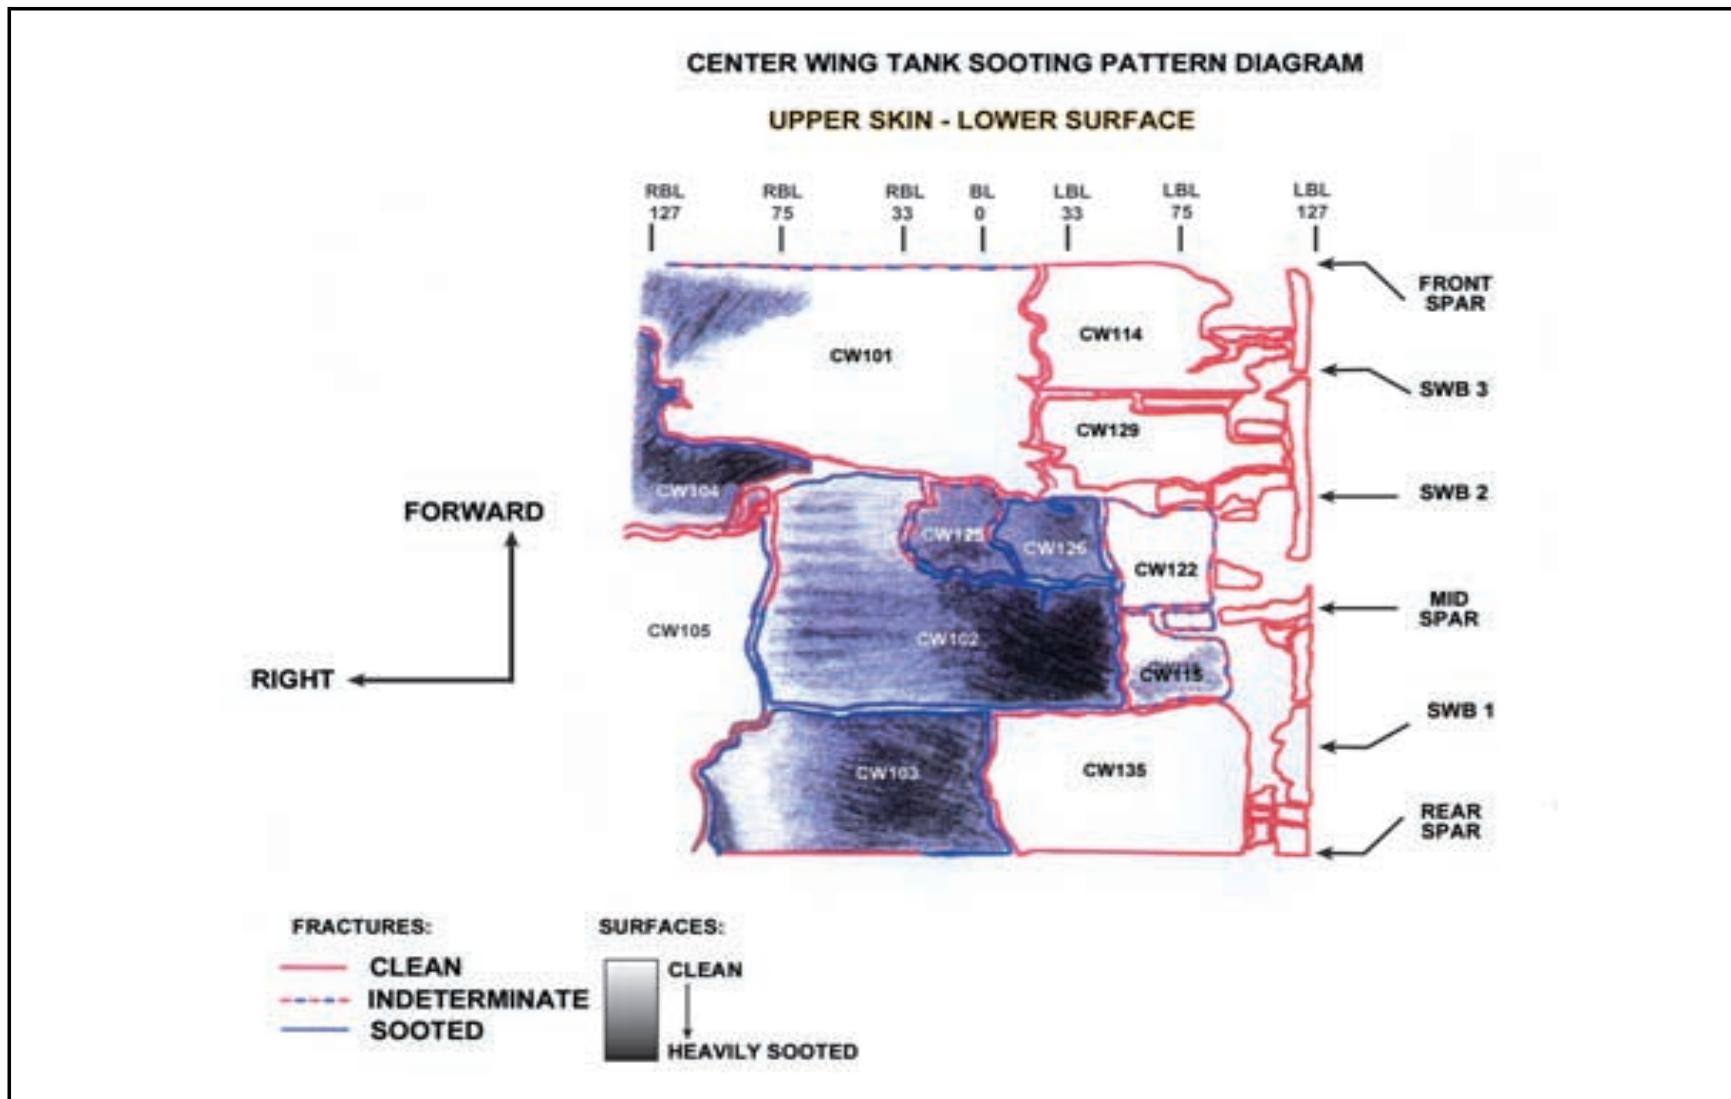 CENTER WING TANK SOOTING PATTERN DIAGRAM
UPPER SKIN - LOWER SURFACE
RBL 127
RBL 75
RBL 33
BL 0
LBL 33
LBL 75
LBL 127
FRONT SPAR
CW114
CW101
SWB 3
CW129
CW104
SWB 2
FORWARD
CW125
CW126
CW122
MID SPAR
CW105
CW102
CW115
RIGHT
SWB 1
CW103
CW135
REAR SPAR
FRACTURES:
CLEAN
INDETERMINATE
SOOTED
SURFACES:
CLEAN
HEAVILY SOOTED